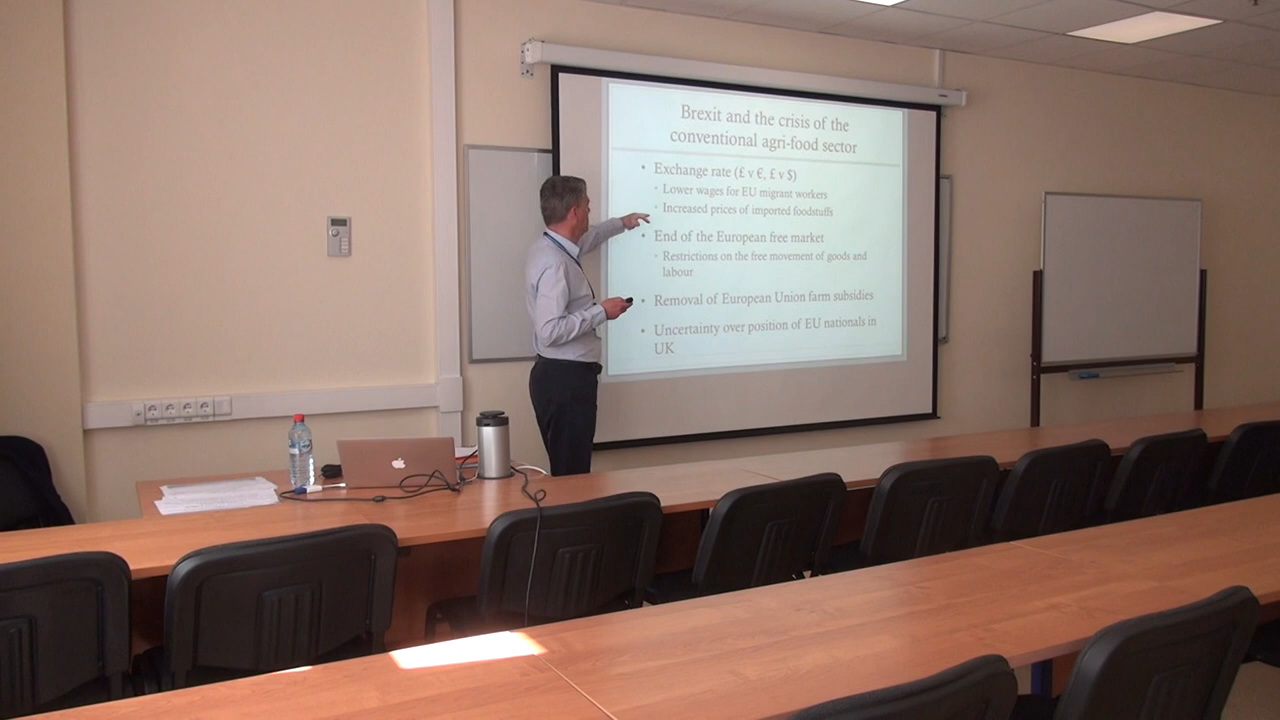 Brexit and the crisis of the
conventional agri-food sector
• Exchange rate (£ v €, £ v $)
• Lower wages for EU migrant workers
• Increased prices of imported foodstuffs
• End of the European free market
• Restrictions on the free movement of goods and
labour
• Removal of European Union farm subsidies
• Uncertainty over position of EU nationals in
UK